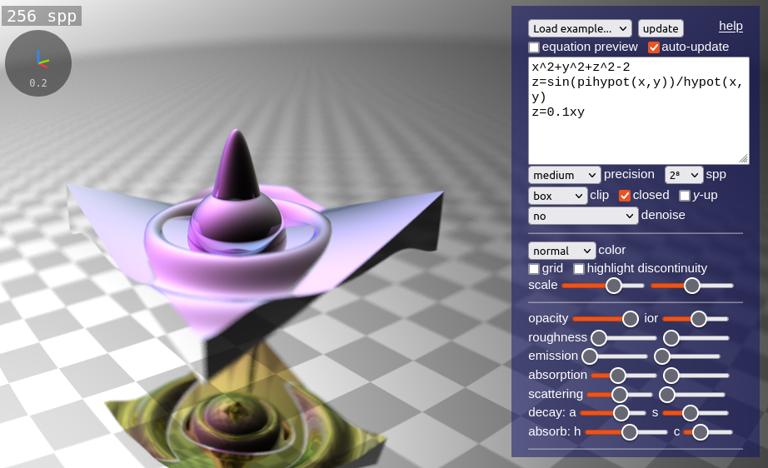 256 spp
0.2
Load example... update help
equation preview auto-update
x^2+y^2+z^2-2
z=sin(pihypot(x,y))/hypot(x,
y)
z=0.1xy
medium precision 2⁸ spp
box clip closed y-up
no denoise
normal color
grid highlight discontinuity
scale
opacity ior
roughness
emission
absorption
scattering
decay: a s
absorb: h c